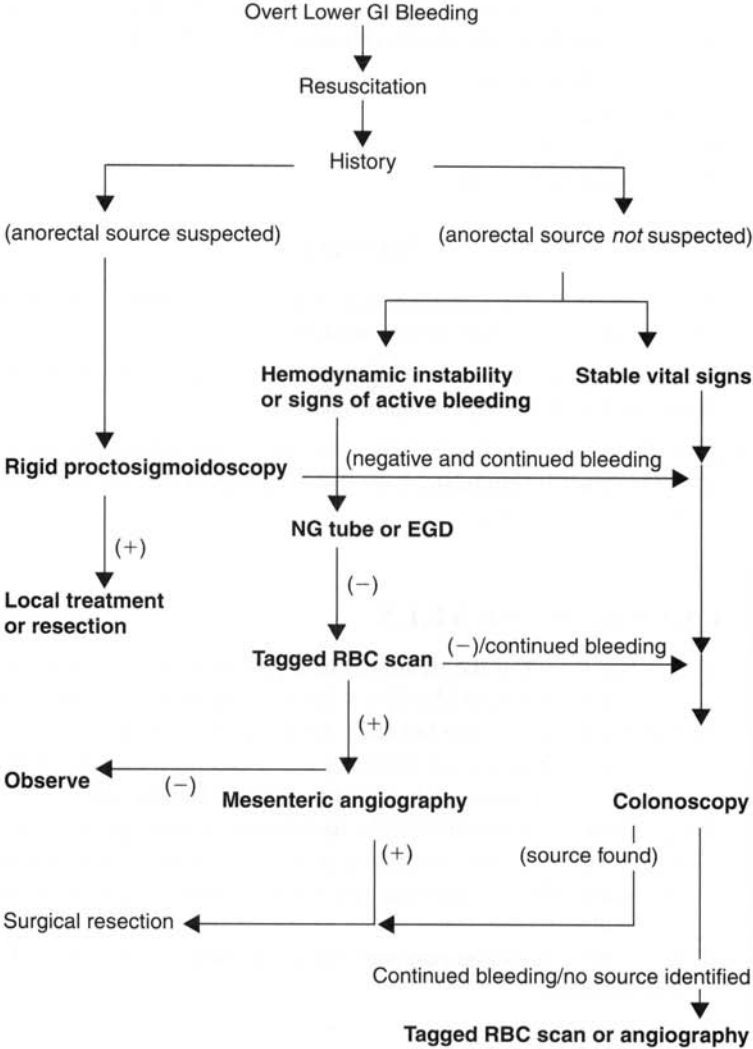 Overt Lower GI Bleeding
Resuscitation
History
(anorectal source suspected)
(anorectal source not suspected)
Hemodynamic instability
or signs of active bleeding
Stable vital signs
Rigid proctosigmoidoscopy
(negative and continued bleeding
NG tube or EGD
(+)
(−)
Local treatment
or resection
Tagged RBC scan
(−)/continued bleeding
(+)
Observe
(−)
Mesenteric angiography
Colonoscopy
(+)
(source found)
Surgical resection
Continued bleeding/no source identified
Tagged RBC scan or angiography